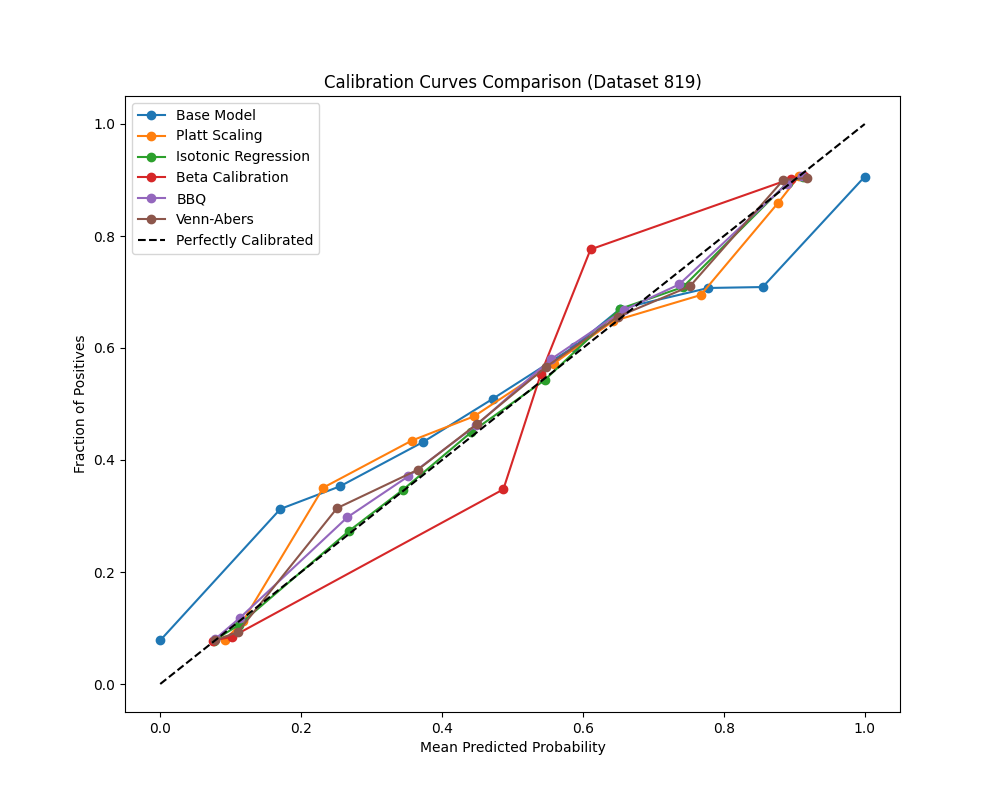 Calibration Curves Comparison (Dataset 819)
Base Model
Platt Scaling
Isotonic Regression
Beta Calibration
BBQ
Venn-Abers
Perfectly Calibrated
1.0
0.8
0.6
0.4
0.2
0.0
Fraction of Positives
0.0 0.2 0.4 0.6 0.8 1.0
Mean Predicted Probability